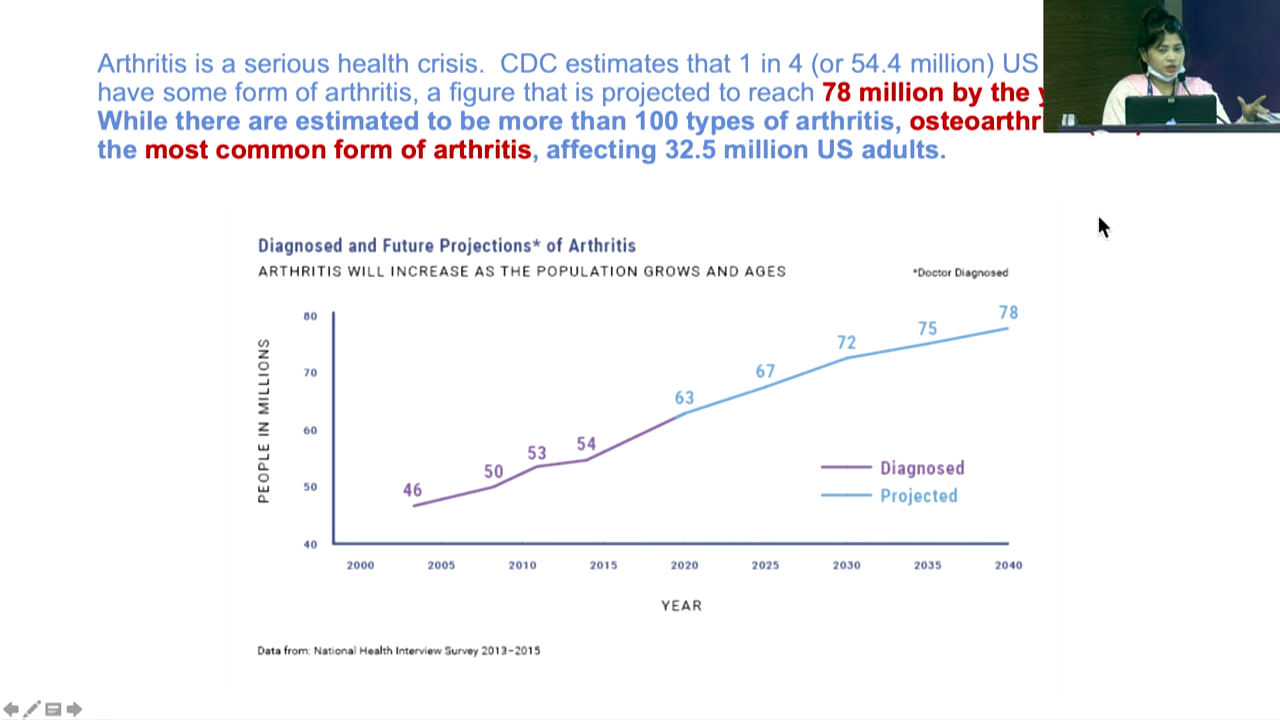 Arthritis is a serious health crisis. CDC estimates that 1 in 4 (or 54.4 million) US
have some form of arthritis, a figure that is projected to reach 78 million by the
While there are estimated to be more than 100 types of arthritis,
the most common form of arthritis, affecting 32.5 million US adults.
Diagnosed and Future Projections* of Arthritis
ARTHRITIS WILL INCREASE AS THE POPULATION GROWS AND AGES
*Doctor Diagnosed
PEOPLE IN MILLIONS
80
70
60
50
40
46
50
53
54
63
67
72
75
78
Diagnosed
Projected
2000 2005 2010 2015 2020 2025 2030 2035 2040
YEAR
Data from: National Health Interview Survey 2013-2015